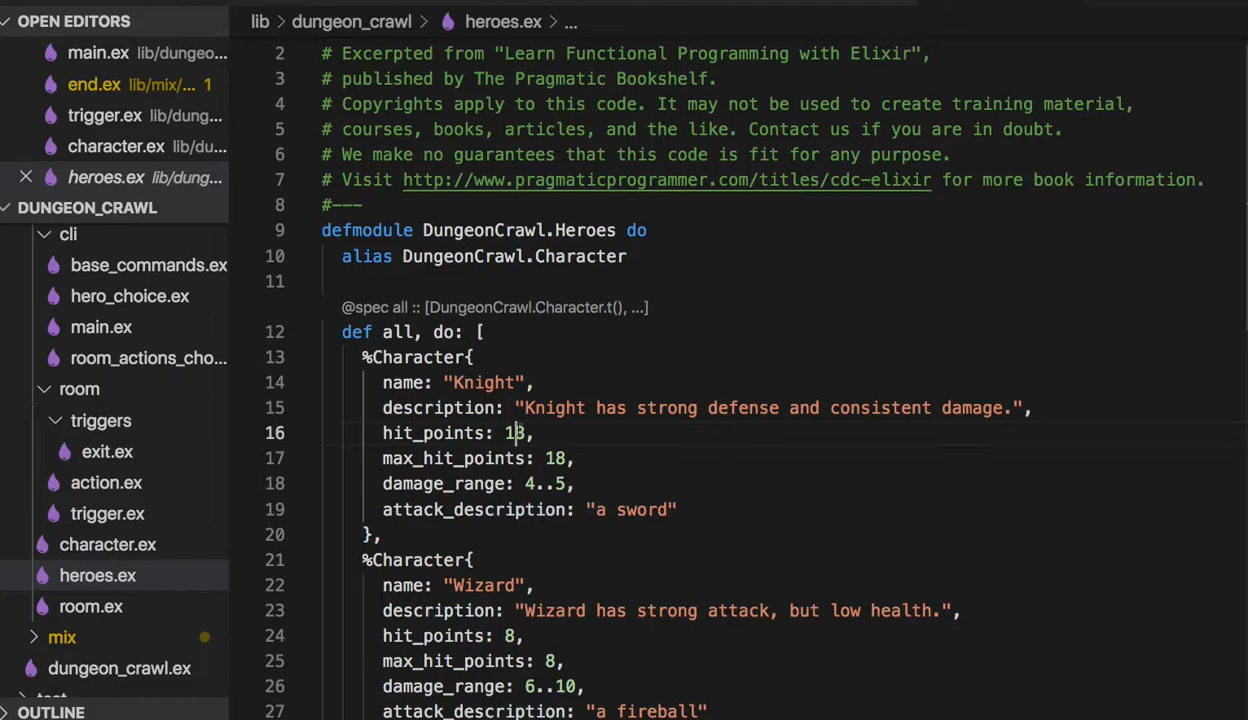 OPEN EDITORS
main.ex lib/dungeo...
end.ex lib/mix/... 1
trigger.ex lib/dung...
character.ex lib/du...
heroes.ex lib/dung...
DUNGEON_CRAWL
cli
base_commands.ex
hero_choice.ex
main.ex
room_actions_cho...
room
triggers
exit.ex
action.ex
trigger.ex
character.ex
heroes.ex
room.ex
mix
dungeon_crawl.ex
OUTLINE
lib > dungeon_crawl > heroes.ex > ...
2 # Excerpted from "Learn Functional Programming with Elixir",
3 # published by The Pragmatic Bookshelf.
4 # Copyrights apply to this code. It may not be used to create training material,
5 # courses, books, articles, and the like. Contact us if you are in doubt.
6 # We make no guarantees that this code is fit for any purpose.
7 # Visit http://www.pragmaticprogrammer.com/titles/cdc-elixir for more book information.
8 #---
9 defmodule DungeonCrawl.Heroes do
10 alias DungeonCrawl.Character
11
@spec all :: [DungeonCrawl.Character.t(), ...]
12 def all, do: [
13 %Character{
14 name: "Knight",
15 description: "Knight has strong defense and consistent damage.",
16 hit_points: 18,
17 max_hit_points: 18,
18 damage_range: 4..5,
19 attack_description: "a sword"
20 },
21 %Character{
22 name: "Wizard",
23 description: "Wizard has strong attack, but low health.",
24 hit_points: 8,
25 max_hit_points: 8,
26 damage_range: 6..10,
27 attack_description: "a fireball"